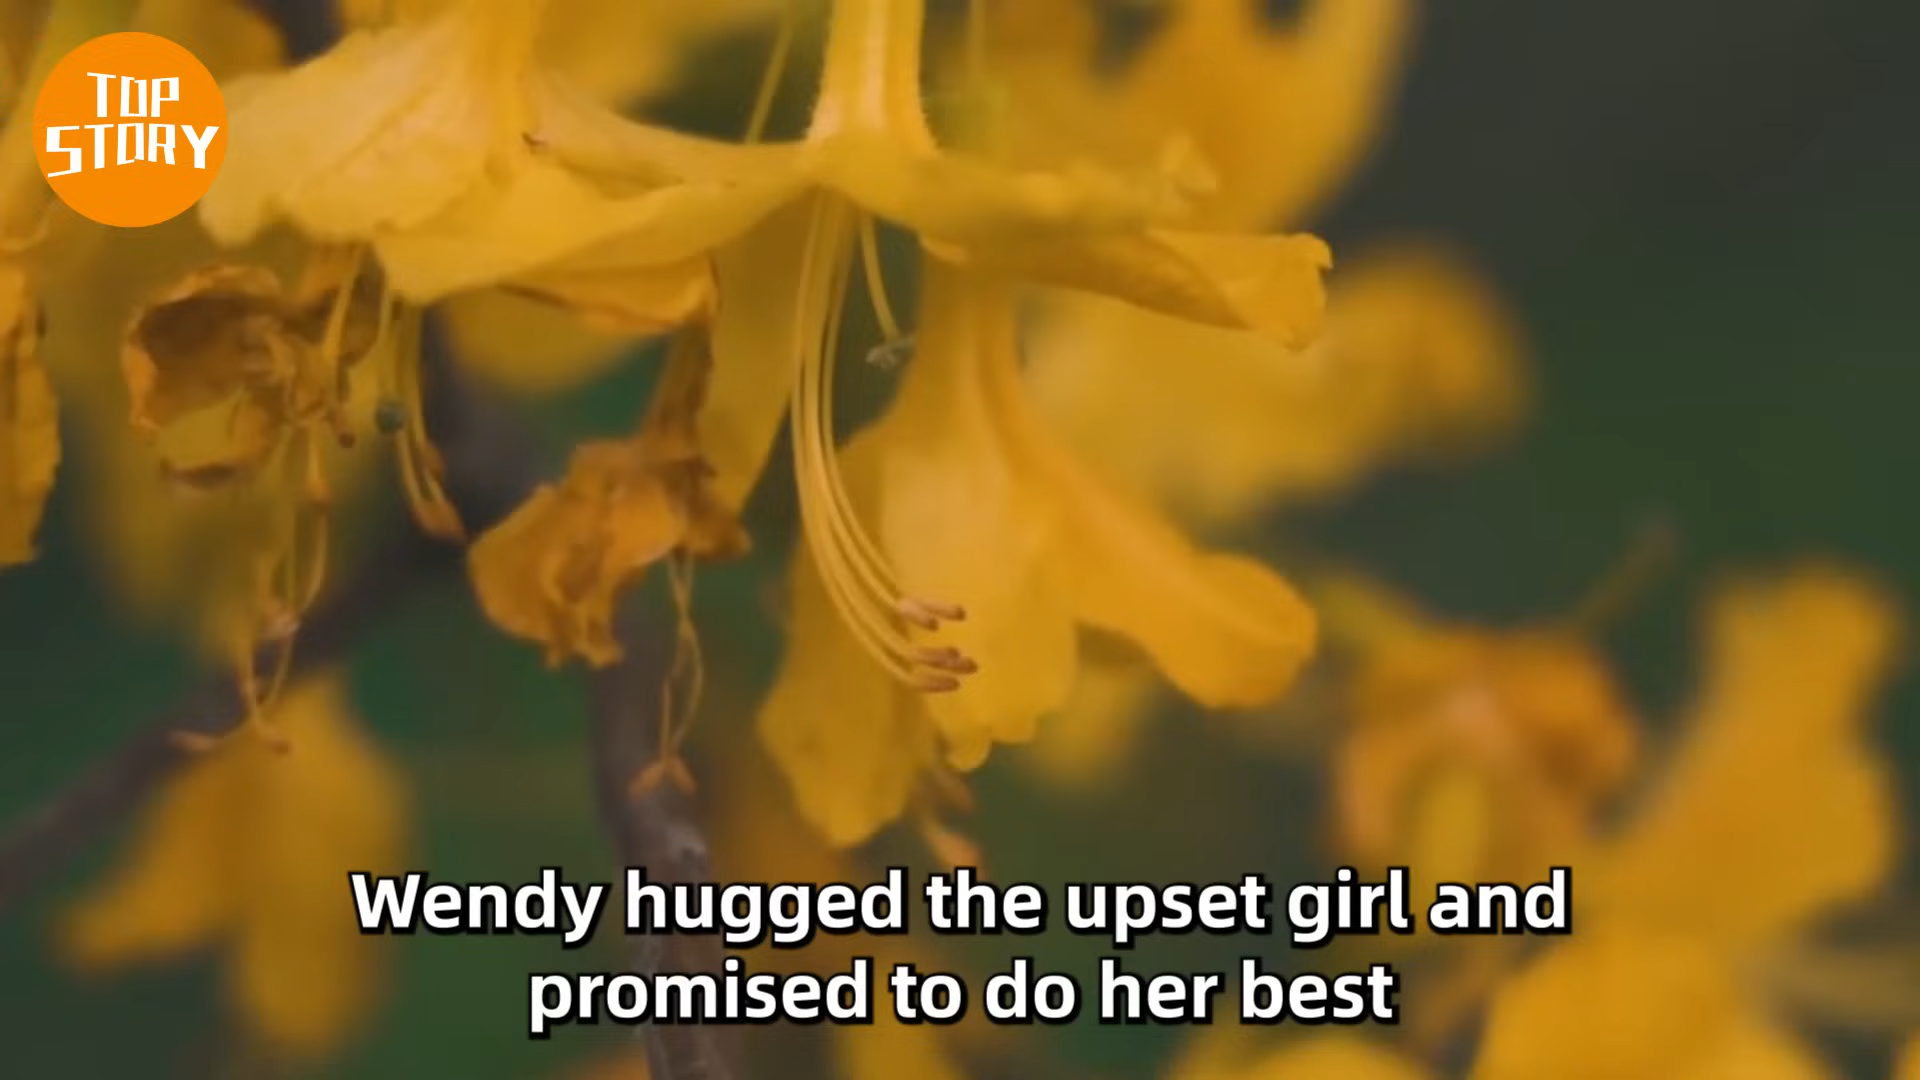 TOP
STORY
Wendy hugged the upset girl and
promised to do her best